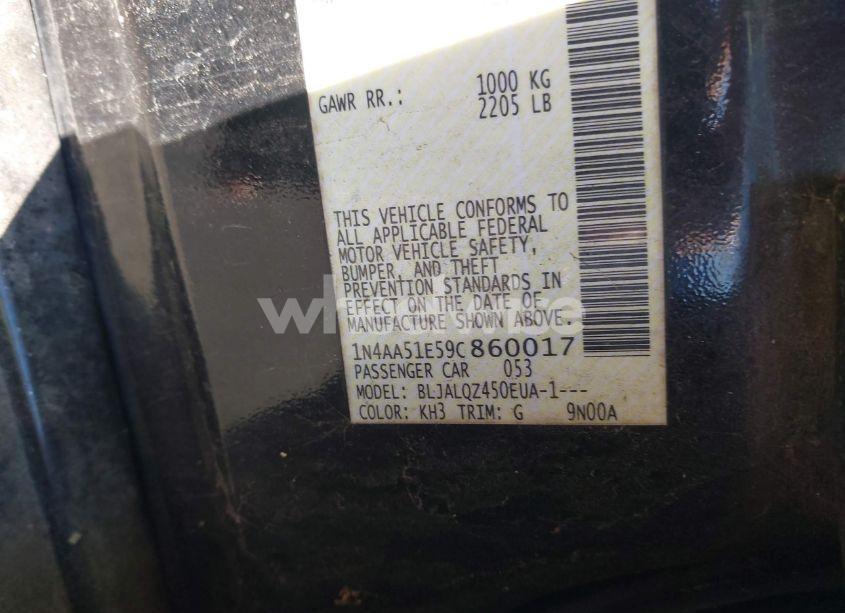 GAWR RR.: 1000 KG
2205 LB
THIS VEHICLE CONFORMS TO
ALL APPLICABLE FEDERAL
MOTOR VEHICLE SAFETY,
BUMPER, AND THEFT
PREVENTION STANDARDS IN
EFFECT ON THE DATE OF
MANUFACTURE SHOWN ABOVE.
1N4AA51E59C860017
PASSENGER CAR 053
MODEL: BLJALQZ450EUA-1---
COLOR: KH3 TRIM: G 9N00A